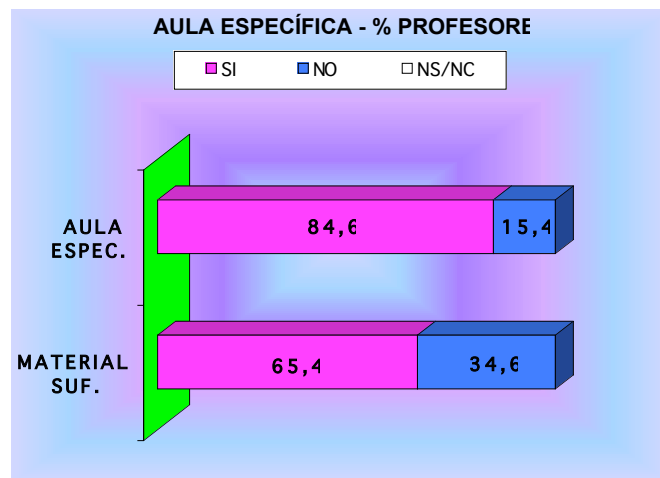 AULA ESPECÍFICA - % PROFESORE
SI NO NS/NC
AULA
ESPEC.
84,6
15,4
MATERIAL
SUF.
65,4
34,6